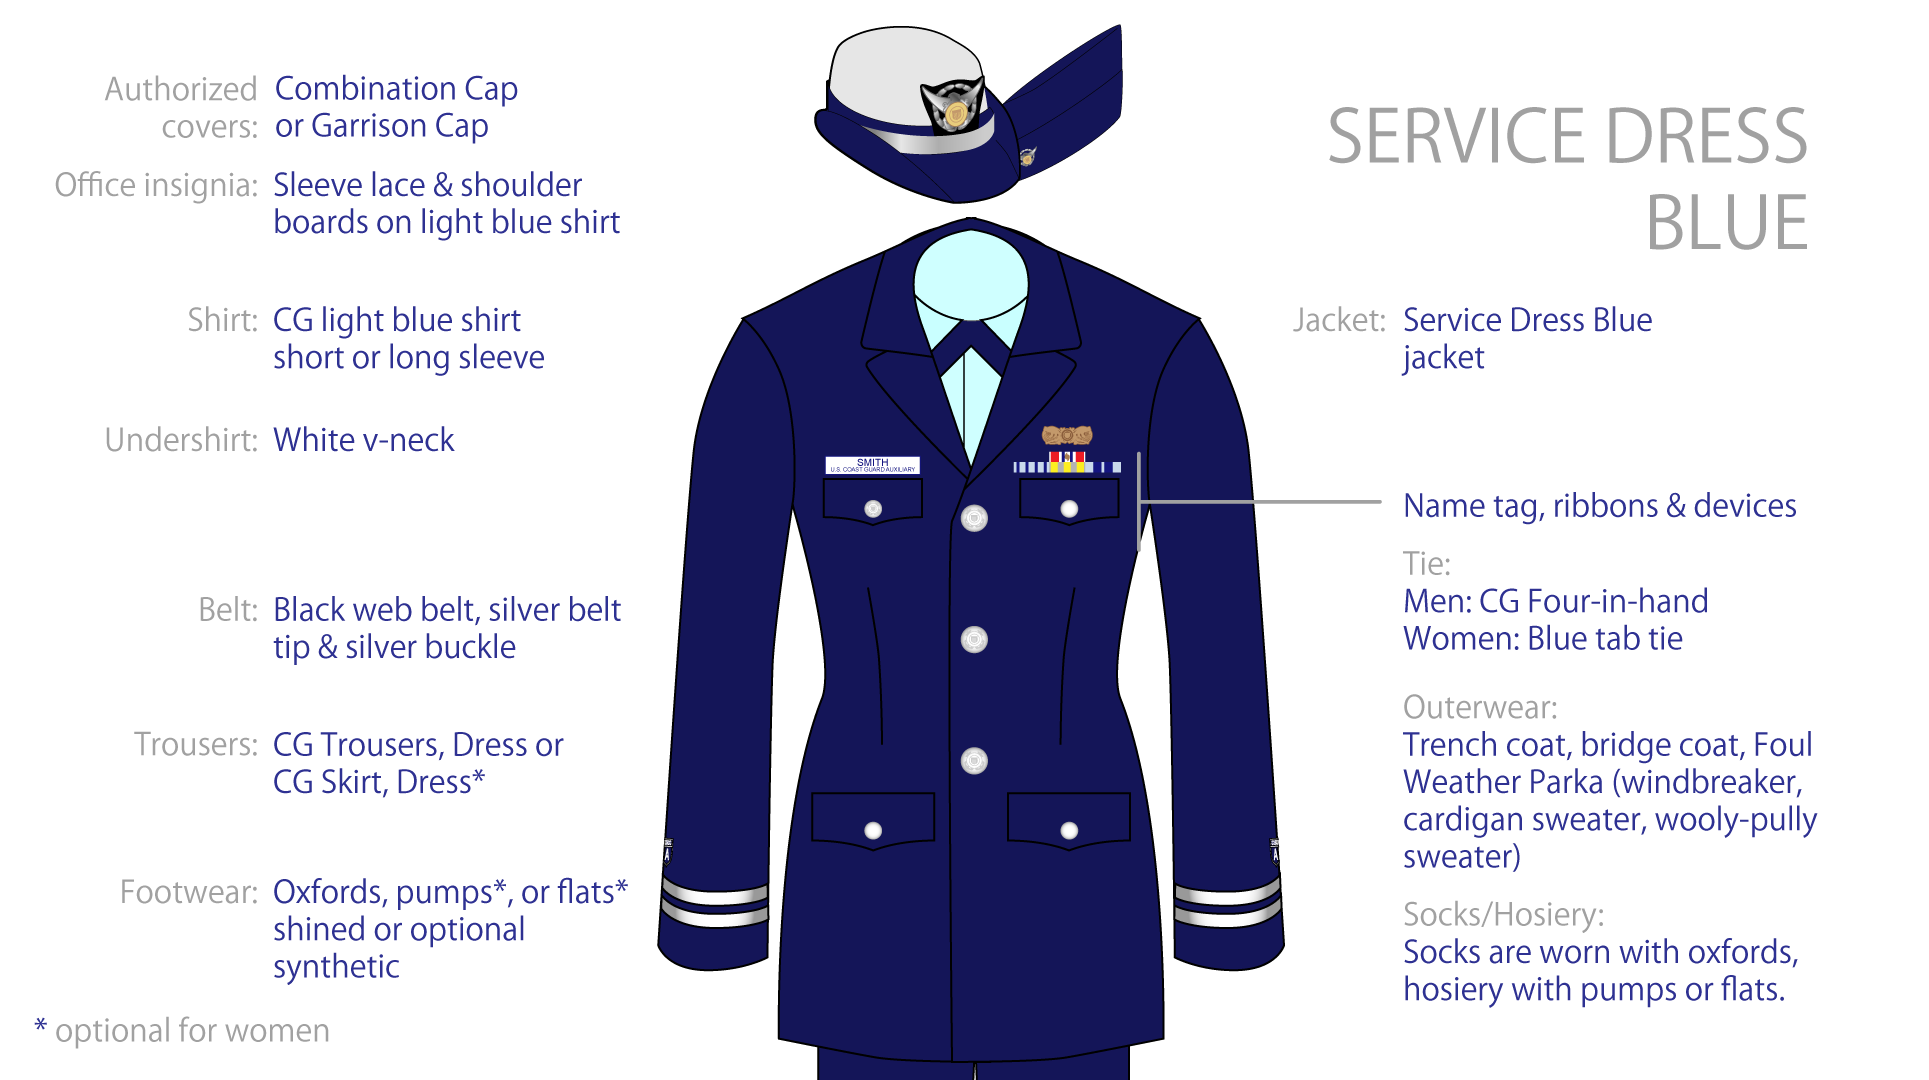 SERVICE DRESS
BLUE
Authorized covers: Combination Cap
or Garrison Cap
Office insignia: Sleeve lace & shoulder
boards on light blue shirt
Shirt: CG light blue shirt
short or long sleeve
Undershirt: White v-neck
Belt: Black web belt, silver belt
tip & silver buckle
Trousers: CG Trousers, Dress or
CG Skirt, Dress*
Footwear: Oxfords, pumps*, or flats*
shined or optional
synthetic
* optional for women
SMITH
U.S. COAST GUARD AUXILIARY
A
A
Jacket: Service Dress Blue
jacket
Name tag, ribbons & devices
Tie:
Men: CG Four-in-hand
Women: Blue tab tie
Outerwear:
Trench coat, bridge coat, Foul
Weather Parka (windbreaker,
cardigan sweater, wooly-pully
sweater)
Socks/Hosiery:
Socks are worn with oxfords,
hosiery with pumps or flats.